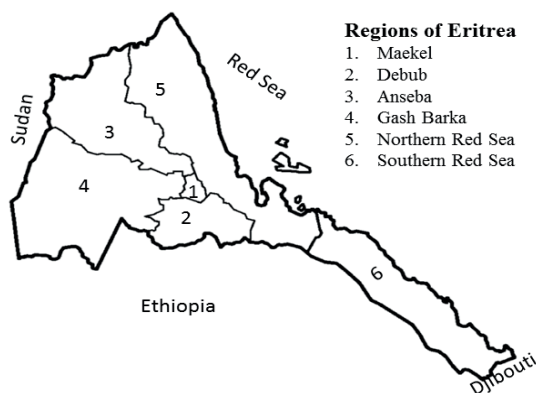 Regions of Eritrea
1. Maekel
2. Debub
3. Anseba
4. Gash Barka
5. Northern Red Sea
6. Southern Red Sea
Red Sea
Sudan
5
3
4
1
2
6
Ethiopia
Djibouti